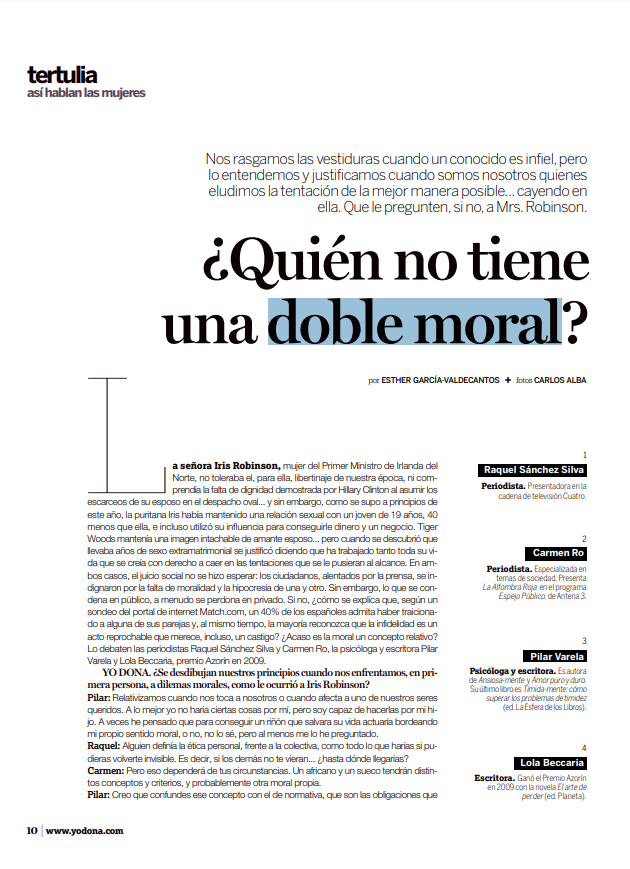 tertulia
así hablan las mujeres
Nos rasgamos las vestiduras cuando un conocido es infiel, pero
lo entendemos y justificamos cuando somos nosotros quienes
eludimos la tentación de la mejor manera posible... cayendo en
ella. Que le pregunten, si no, a Mrs. Robinson.
¿Quién no tiene
una doble moral?
por ESTHER GARCÍA-VALDECANTOS + fotos CARLOS ALBA
La señora Iris Robinson, mujer del Primer Ministro de Irlanda del
Norte, no toleraba el, para ella, libertinaje de nuestra época, ni com-
prendía la falta de dignidad demostrada por Hillary Clinton al asumir los
escarceos de su esposo en el despacho oval... y sin embargo, como se supo a principios de
este año, la puritana Iris había mantenido una relación sexual con un joven de 19 años, 40
menos que ella, e incluso utilizó su influencia para conseguirle dinero y un negocio. Tiger
Woods mantenía una imagen intachable de amante esposo... pero cuando se descubrió que
llevaba años de sexo extramatrimonial se justificó diciendo que ha trabajado tanto toda su vi-
da que se creía con derecho a caer en las tentaciones que se le pusieran al alcance. En am-
bos casos, el juicio social no se hizo esperar: los ciudadanos, alentados por la prensa, se in-
dignaron por la falta de moralidad y la hipocresía de una y otro. Sin embargo, lo que se con-
dena en público, a menudo se perdona en privado. Si no, ¿cómo se explica que, según un
sondeo del portal de internet Match.com, un 40% de los españoles admita haber traiciona-
do a alguna de sus parejas y, al mismo tiempo, la mayoría reconozca que la infidelidad es un
acto reprochable que merece, incluso, un castigo? ¿Acaso es la moral un concepto relativo?
Lo debaten las periodistas Raquel Sánchez Silva y Carmen Ro, la psicóloga y escritora Pilar
Varela y Lola Beccaria, premio Azorín en 2009.
YO DONA. ¿Se desdibujan nuestros principios cuando nos enfrentamos, en pri-
mera persona, a dilemas morales, como le ocurrió a Iris Robinson?
Pilar: Relativizamos cuando nos toca a nosotros o cuando afecta a uno de nuestros seres
queridos. A lo mejor yo no haría ciertas cosas por mí, pero soy capaz de hacerlas por mi hi-
jo. A veces he pensado que para conseguir un riñón que salvara su vida actuaría bordeando
mi propio sentido moral, o no, no lo sé, pero al menos me lo he preguntado.
Raquel: Alguien definía la ética personal, frente a la colectiva, como todo lo que harías si pu-
dieras volverte invisible. Es decir, si los demás no te vieran... ¿hasta dónde llegarías?
Carmen: Pero eso dependerá de tus circunstancias. Un africano y un sueco tendrán distin-
tos conceptos y criterios, y probablemente otra moral propia.
Pilar: Creo que confundes ese concepto con el de normativa, que son las obligaciones que
1
Raquel Sánchez Silva
Periodista. Presentadora en la
cadena de televisión Cuatro.
2
Carmen Ro
Periodista. Especializada en
temas de sociedad. Presenta
La Alfombra Roja en el programa
Espejo Público, de Antena 3.
3
Pilar Varela
Psicóloga y escritora. Es autora
de Ansiosa-mente y Amor puro y duro.
Su último libro es Tímida-mente: cómo
superar los problemas de timidez
(ed. La Esfera de los Libros).
4
Lola Beccaria
Escritora. Ganó el Premio Azorín
en 2009 con la novela El arte de
perder (ed. Planeta).
10 | www.yodona.com